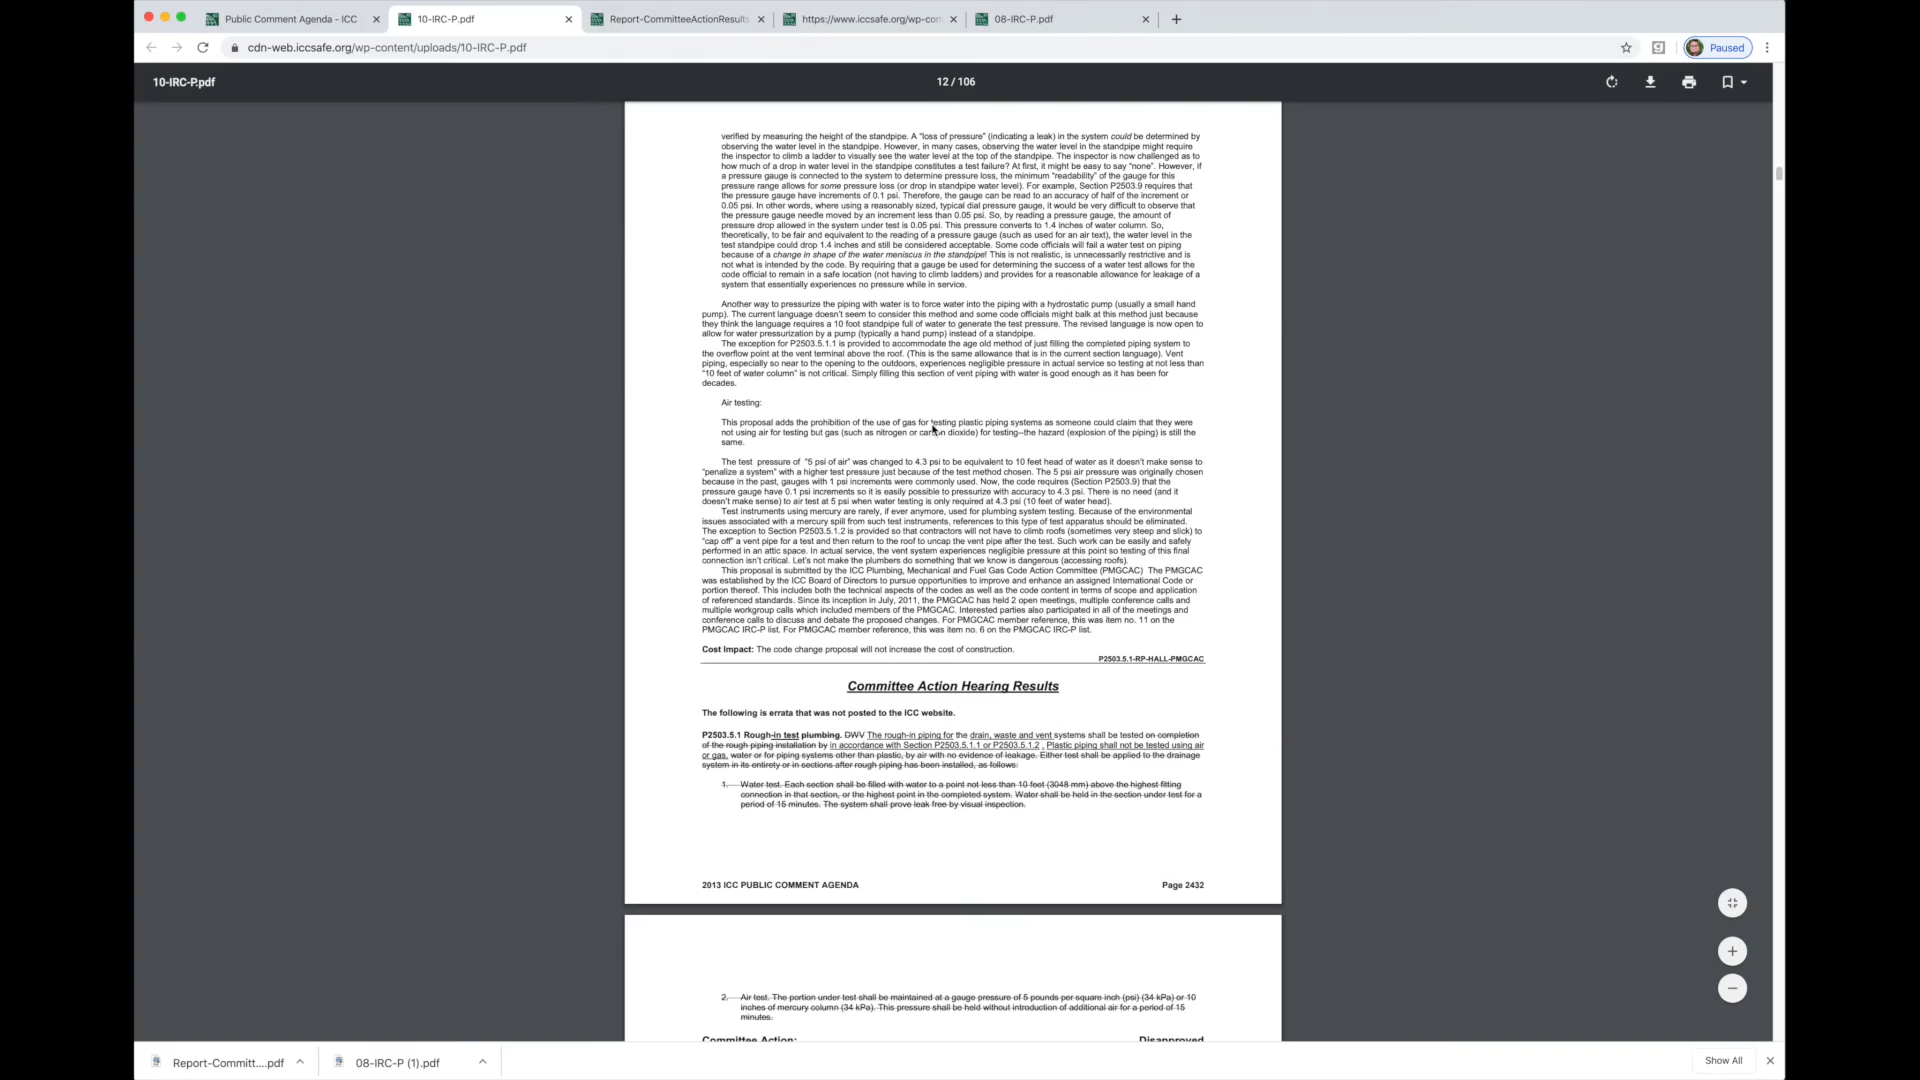 Public Comment Agenda - ICC
10-IRC-P.pdf
Report-CommitteeActionResults
https://www.iccsafe.org/wp-con
08-IRC-P.pdf
cdn-web.iccsafe.org/wp-content/uploads/10-IRC-P.pdf
Paused
10-IRC-P.pdf
12 / 106
verified by measuring the height of the standpipe. A “loss of pressure” (indicating a leak) in the system could be determined by
observing the water level in the standpipe. However, in many cases, observing the water level in the standpipe might require
the inspector to climb a ladder to visually see the water level at the top of the standpipe. The inspector is now challenged as to
how much of a drop in water level in the standpipe constitutes a test failure? At first, it might be easy to say “none”. However, if
a pressure gauge is connected to the system to determine pressure loss, the minimum “readability” of the gauge for this
pressure range allows for some pressure loss (or drop in standpipe water level). For example, Section P2503.9 requires that
the pressure gauge have increments of 0.1 psi. Therefore, the gauge can be read to an accuracy of half of the increment or
0.05 psi. In other words, where using a reasonably sized, typical dial pressure gauge, it would be very difficult to observe that
the pressure gauge needle moved by an increment less than 0.05 psi. So, by reading a pressure gauge, the amount of
pressure drop allowed in the system under test is 0.05 psi. This pressure converts to 1.4 inches of water column. So,
theoretically, to be fair and equivalent to the reading of a pressure gauge (such as used for an air text), the water level in the
test standpipe could drop 1.4 inches and still be considered acceptable. Some code officials will fail a water test on piping
because of a change in shape of the water meniscus in the standpipe! This is not realistic, is unnecessarily restrictive and is
not what is intended by the code. By requiring that a gauge be used for determining the success of a water test allows for the
code official to remain in a safe location (not having to climb ladders) and provides for a reasonable allowance for leakage of a
system that essentially experiences no pressure while in service.
Another way to pressurize the piping with water is to force water into the piping with a hydrostatic pump (usually a small hand
pump). The current language doesn’t seem to consider this method and some code officials might balk at this method just because
they think the language requires a 10 foot standpipe full of water to generate the test pressure. The revised language is now open to
allow for water pressurization by a pump (typically a hand pump) instead of a standpipe.
The exception for P2503.5.1.1 is provided to accommodate the age old method of just filling the completed piping system to
the overflow point at the vent terminal above the roof. (This is the same allowance that is in the current section language). Vent
piping, especially so near to the opening to the outdoors, experiences negligible pressure in actual service so testing at not less than
“10 feet of water column” is not critical. Simply filling this section of vent piping with water is good enough as it has been for
decades.
Air testing:
This proposal adds the prohibition of the use of gas for testing plastic piping systems as someone could claim that they were
not using air for testing but gas (such as nitrogen or carbon dioxide) for testing–the hazard (explosion of the piping) is still the
same.
The test pressure of “5 psi of air” was changed to 4.3 psi to be equivalent to 10 feet head of water as it doesn’t make sense to
“penalize a system” with a higher test pressure just because of the test method chosen. The 5 psi air pressure was originally chosen
because in the past, gauges with 1 psi increments were commonly used. Now, the code requires (Section P2503.9) that the
pressure gauge have 0.1 psi increments so it is easily possible to pressurize with accuracy to 4.3 psi. There is no need (and it
doesn’t make sense) to air test at 5 psi when water testing is only required at 4.3 psi (10 feet of water head).
Test instruments using mercury are rarely, if ever anymore, used for plumbing system testing. Because of the environmental
issues associated with a mercury spill from such test instruments, references to this type of test apparatus should be eliminated.
The exception to Section P2503.5.1.2 is provided so that contractors will not have to climb roofs (sometimes very steep and slick) to
“cap off” a vent pipe for a test and then return to the roof to uncap the vent pipe after the test. Such work can be easily and safely
performed in an attic space. In actual service, the vent system experiences negligible pressure at this point so testing of this final
connection isn’t critical. Let’s not make the plumbers do something that we know is dangerous (accessing roofs).
This proposal is submitted by the ICC Plumbing, Mechanical and Fuel Gas Code Action Committee (PMGCAC) The PMGCAC
was established by the ICC Board of Directors to pursue opportunities to improve and enhance an assigned International Code or
portion thereof. This includes both the technical aspects of the codes as well as the code content in terms of scope and application
of referenced standards. Since its inception in July, 2011, the PMGCAC has held 2 open meetings, multiple conference calls and
multiple workgroup calls which included members of the PMGCAC. Interested parties also participated in all of the meetings and
conference calls to discuss and debate the proposed changes. For PMGCAC member reference, this was item no. 11 on the
PMGCAC IRC-P list. For PMGCAC member reference, this was item no. 6 on the PMGCAC IRC-P list.
Cost Impact: The code change proposal will not increase the cost of construction.
P2503.5.1-RP-HALL-PMGCAC
Committee Action Hearing Results
The following is errata that was not posted to the ICC website.
P2503.5.1 Rough-in test plumbing. DWV The rough-in piping for the drain, waste and vent systems shall be tested on completion
of the rough piping installation by in accordance with Section P2503.5.1.1 or P2503.5.1.2 . Plastic piping shall not be tested using air
or gas. water or for piping systems other than plastic, by air with no evidence of leakage. Either test shall be applied to the drainage
system in its entirety or in sections after rough piping has been installed, as follows:
1. Water test. Each section shall be filled with water to a point not less than 10 feet (3048 mm) above the highest fitting
connection in that section, or the highest point in the completed system. Water shall be held in the section under test for a
period of 15 minutes. The system shall prove leak free by visual inspection.
2013 ICC PUBLIC COMMENT AGENDA
Page 2432
2. Air test. The portion under test shall be maintained at a gauge pressure of 5 pounds per square inch (psi) (34 kPa) or 10
inches of mercury column (34 kPa). This pressure shall be held without introduction of additional air for a period of 15
minutes.
Committee Action:
Disapproved
Report-Committ....pdf
08-IRC-P (1).pdf
Show All